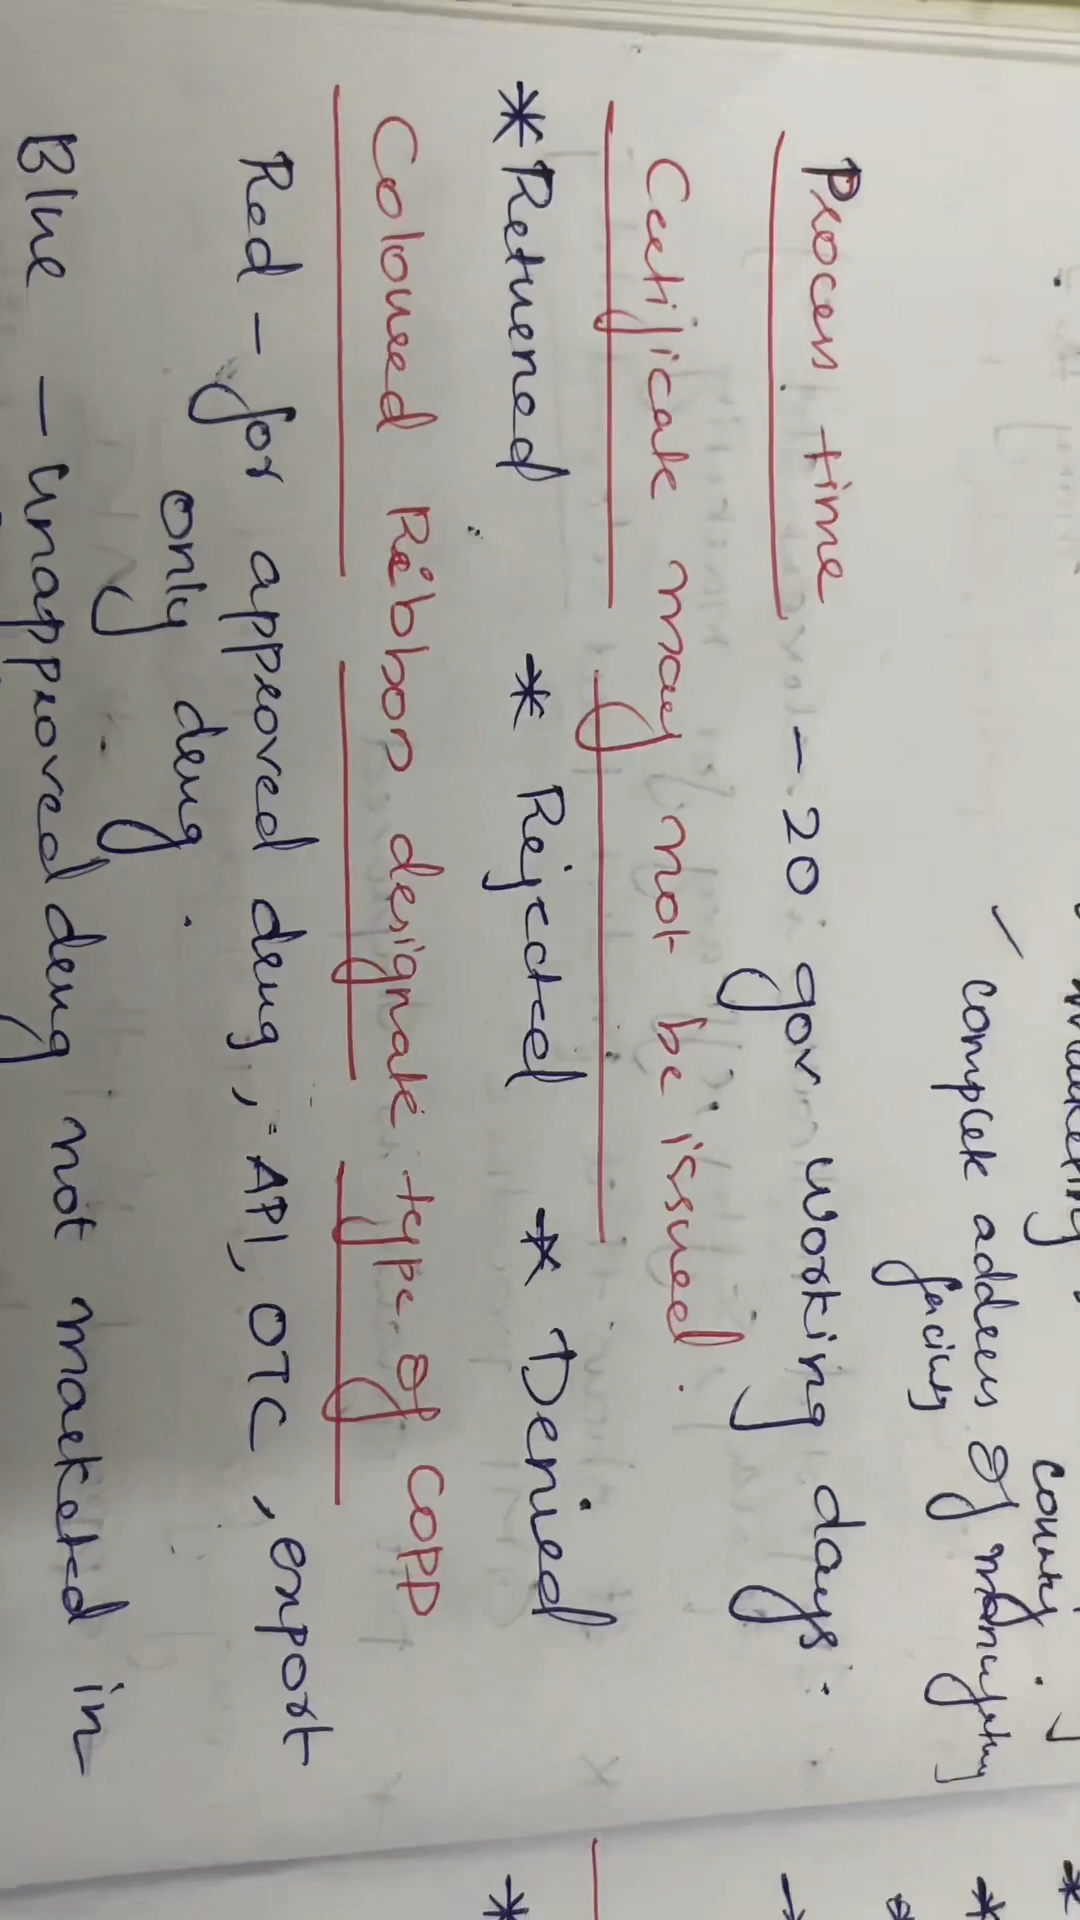 country.
✓ complete address of manufacturing
facility
Process time - 20 gov working days.
Certificate may not be issued.
*Returned * Rejected * Denied
Coloured Ribbon designate type of COPP
Red - for approved drug, API, OTC, export
only drug.
Blue - unapproved drug not marketed in